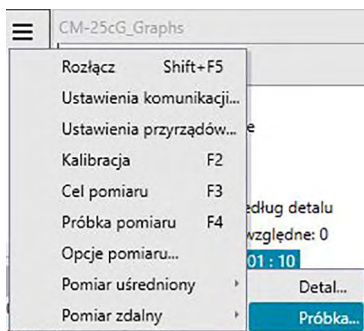 CM-25cG_Graphs
Rozłącz Shift+F5
Ustawienia komunikacji...
Ustawienia przyrządów...
Kalibracja F2
Cel pomiaru F3
Próbka pomiaru F4
Opcje pomiaru...
Pomiar uśredniony
Pomiar zdalny
e
edług detalu
względne: 0
01 : 10
Detal...
Próbka...